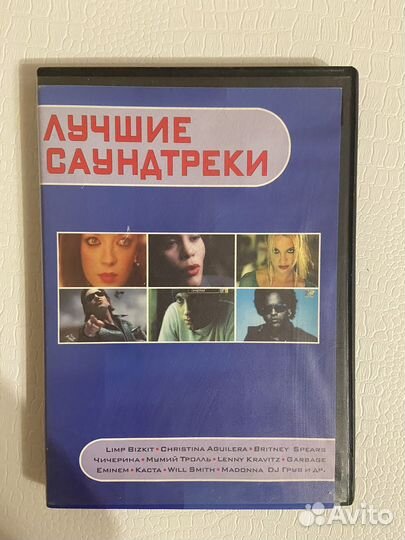 ЛУЧШИЕ
САУНДТРЕКИ
LIMP BIZKIT • CHRISTINA AGUILERA • BRITNEY SPEARS
ЧИЧЕРИНА • МУМИЙ ТРОЛЛЬ • LENNY KRAVITZ • GARBAGE
EMINEM • КАСТА • WILL SMITH • MADONNA DJ ГРУВ И ДР.
Avito